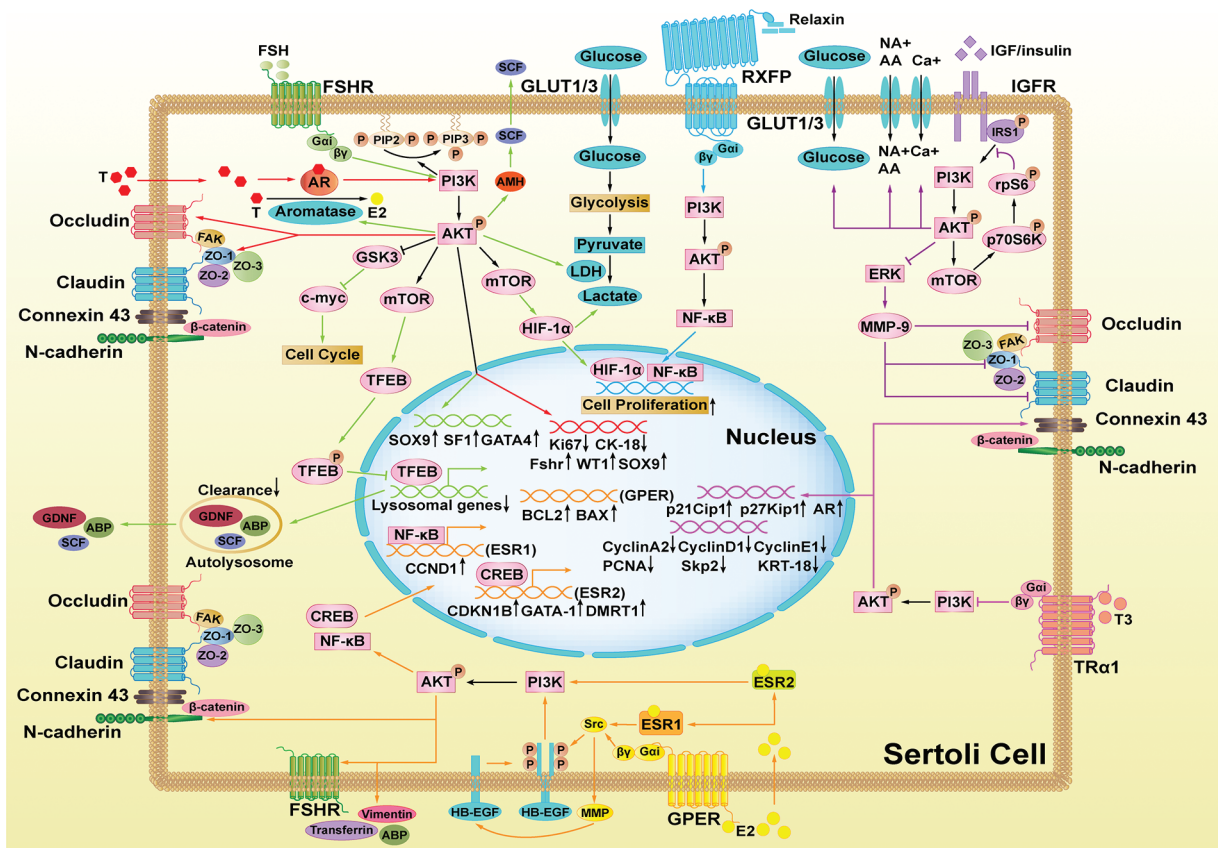 FSH
FSHR
Gαi
βγ
P
PIP2
P
P
PIP3
P
P
SCF
SCF
AMH
GLUT1/3
Glucose
Glucose
Glycolysis
Pyruvate
LDH
Lactate
Relaxin
RXFP
βγ
Gαi
PI3K
AKT
P
NF-κB
GLUT1/3
Glucose
Glucose
NA+
AA
Ca+
NA+
AA
Ca+
IGF/insulin
IGFR
IRS1
P
PI3K
rpS6
P
AKT
P
p70S6K
P
mTOR
ERK
MMP-9
T
AR
PI3K
T
Aromatase
E2
AKT
P
Occludin
FAK
ZO-1
ZO-2
ZO-3
Claudin
Connexin 43
β-catenin
N-cadherin
GSK3
c-myc
Cell Cycle
mTOR
mTOR
HIF-1α
TFEB
TFEB
P
TFEB
Lysosomal genes↓
HIF-1α
NF-κB
Cell Proliferation↑
Nucleus
SOX9↑ SF1↑ GATA4↑
Ki67↓ CK-18↓
Fshr↑ WT1↑ SOX9↑
(GPER)
BCL2↑ BAX↑
p21Cip1↑ p27Kip1↑ AR↑
CyclinA2↓ CyclinD1↓ CyclinE1↓
PCNA↓ Skp2↓ KRT-18↓
NF-κB
(ESR1)
CCND1↑
CREB
(ESR2)
CDKN1B↑ GATA-1↑ DMRT1↑
Occludin
ZO-3
FAK
ZO-1
ZO-2
Claudin
Connexin 43
β-catenin
N-cadherin
Clearance↓
GDNF
ABP
SCF
Autolysosome
GDNF
ABP
SCF
Occludin
FAK
ZO-1
ZO-2
ZO-3
Claudin
Connexin 43
β-catenin
N-cadherin
CREB
NF-κB
AKT
P
PI3K
ESR2
ESR1
Src
βγ
Gαi
P
P
P
P
HB-EGF
HB-EGF
MMP
GPER
E2
FSHR
Vimentin
Transferrin
ABP
AKT
P
PI3K
βγ
Gαi
T3
TRα1
Sertoli Cell